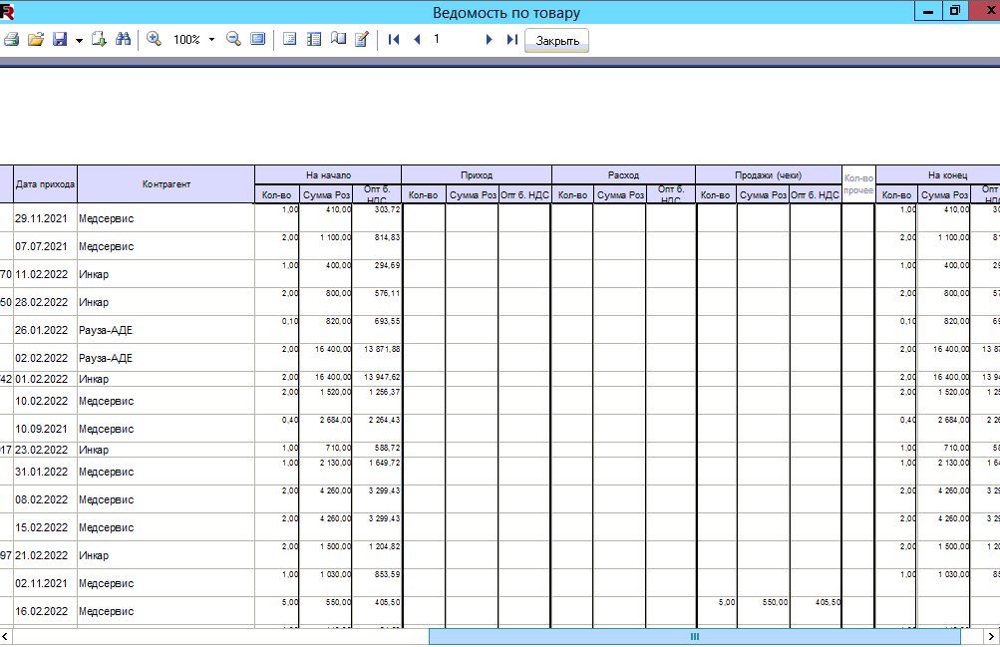 Ведомость по товару
100%
1
Закрыть
Дата прихода Контрагент На начало Приход Расход Продажи (чеки) Кол-во прочее На конец
Кол-во Сумма Роз Опт б. НДС Кол-во Сумма Роз Опт б. НДС Кол-во Сумма Роз Опт б. НДС Кол-во Сумма Роз Опт б. НДС Кол-во Сумма Роз Опт
29.11.2021 Медсервис 1,00 410,00 303,72 1,00 410,00 30
07.07.2021 Медсервис 2,00 1 100,00 814,83 2,00 1 100,00 81
70 11.02.2022 Инкар 1,00 400,00 294,69 1,00 400,00 29
50 28.02.2022 Инкар 2,00 800,00 576,11 2,00 800,00 57
26.01.2022 Рауза-АДЕ 0,10 820,00 693,55 0,10 820,00 69
02.02.2022 Рауза-АДЕ 2,00 16 400,00 13 871,88 2,00 16 400,00 13 87
42 01.02.2022 Инкар 2,00 16 400,00 13 947,62 2,00 16 400,00 13 94
10.02.2022 Медсервис 2,00 1 520,00 1 256,37 2,00 1 520,00 1 25
10.09.2021 Медсервис 0,40 2 684,00 2 264,43 0,40 2 684,00 2 26
17 23.02.2022 Инкар 1,00 710,00 588,72 1,00 710,00 58
31.01.2022 Медсервис 1,00 2 130,00 1 649,72 1,00 2 130,00 1 64
08.02.2022 Медсервис 2,00 4 260,00 3 299,43 2,00 4 260,00 3 29
15.02.2022 Медсервис 2,00 4 260,00 3 299,43 2,00 4 260,00 3 29
97 21.02.2022 Инкар 2,00 1 500,00 1 204,82 2,00 1 500,00 1 20
02.11.2021 Медсервис 1,00 1 030,00 853,59 1,00 1 030,00 85
16.02.2022 Медсервис 5,00 550,00 405,50 5,00 550,00 405,50